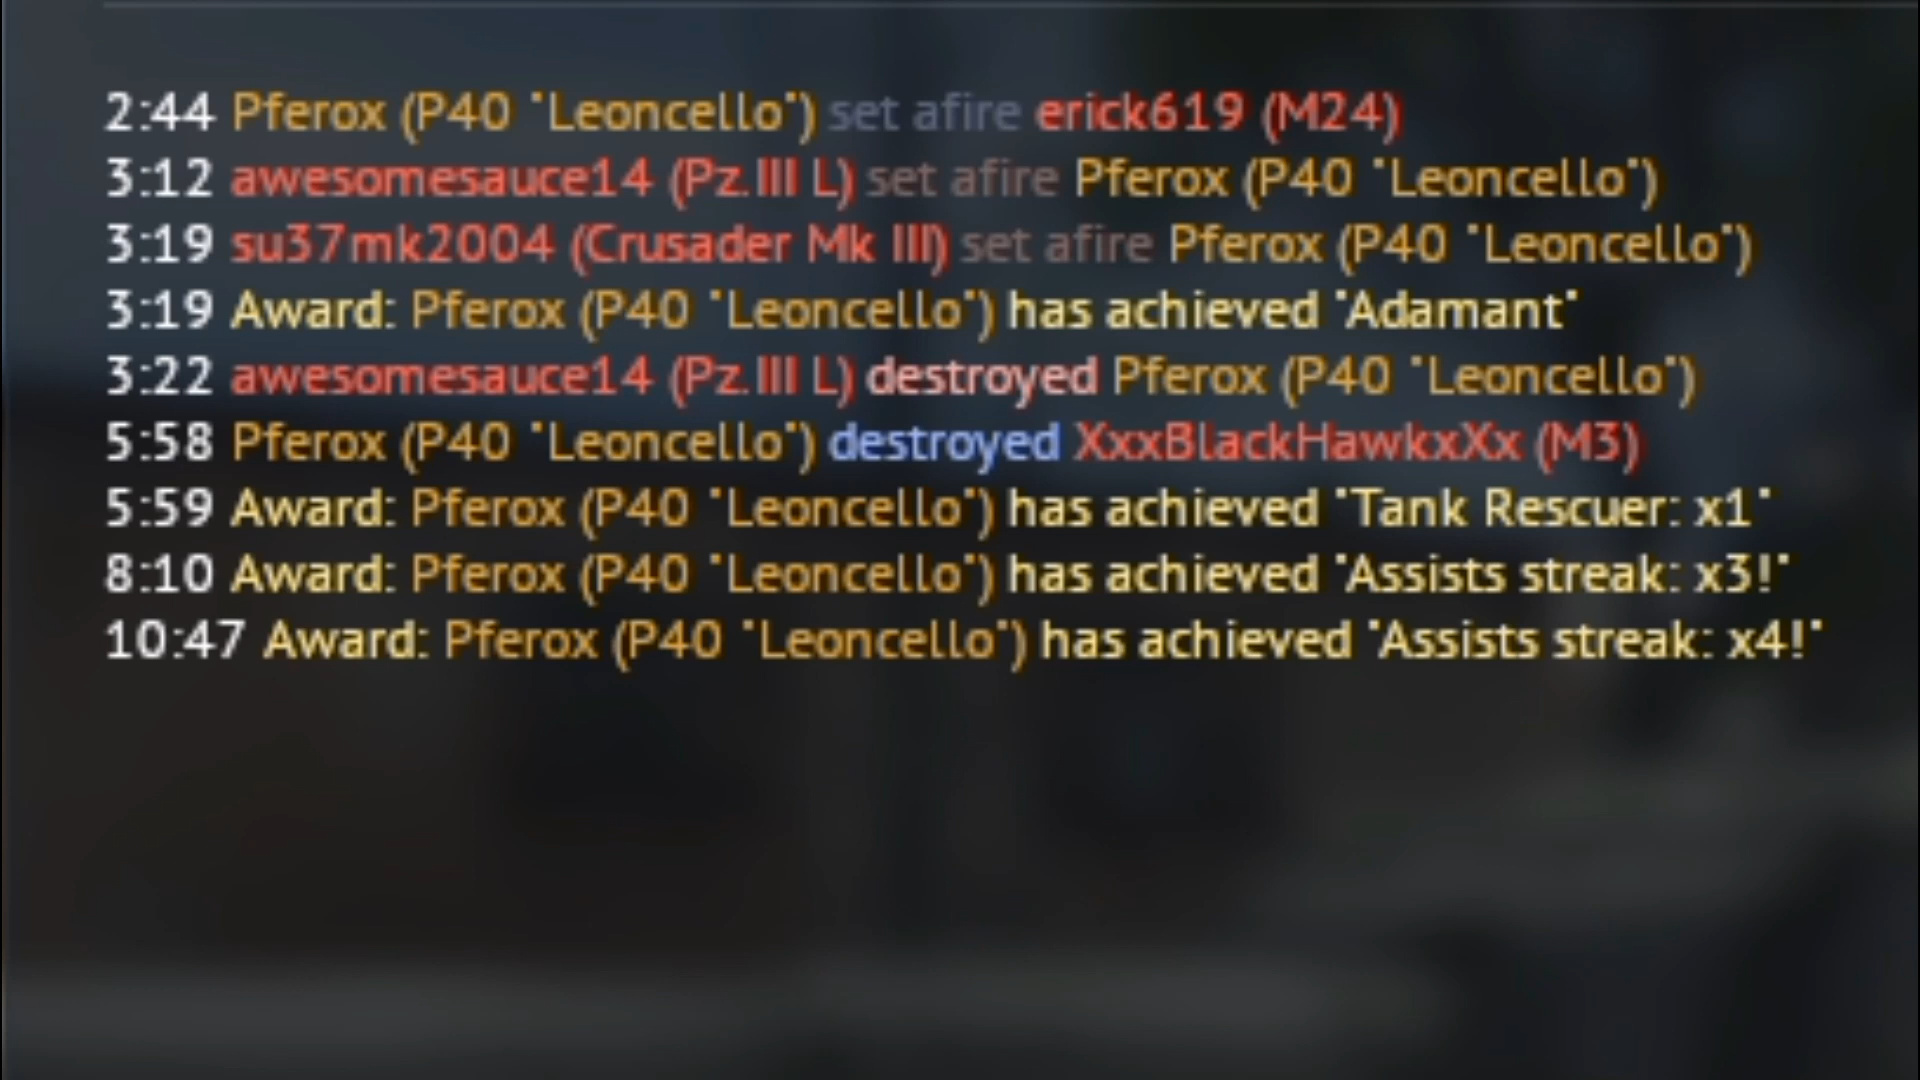 2:44 Pferox (P40 "Leoncello") set afire erick619 (M24)
3:12 awesomesauce14 (Pz.III L) set afire Pferox (P40 "Leoncello")
3:19 su37mk2004 (Crusader Mk III) set afire Pferox (P40 "Leoncello")
3:19 Award: Pferox (P40 "Leoncello") has achieved "Adamant"
3:22 awesomesauce14 (Pz.III L) destroyed Pferox (P40 "Leoncello")
5:58 Pferox (P40 "Leoncello") destroyed XxxBlackHawkxXx (M3)
5:59 Award: Pferox (P40 "Leoncello") has achieved "Tank Rescuer: x1"
8:10 Award: Pferox (P40 "Leoncello") has achieved "Assists streak: x3!"
10:47 Award: Pferox (P40 "Leoncello") has achieved "Assists streak: x4!"